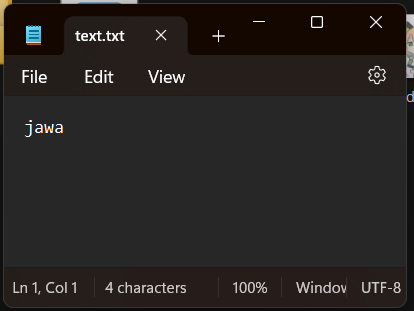 text.txt
File Edit View
jawa
Ln 1, Col 1 4 characters 100% Window UTF-8